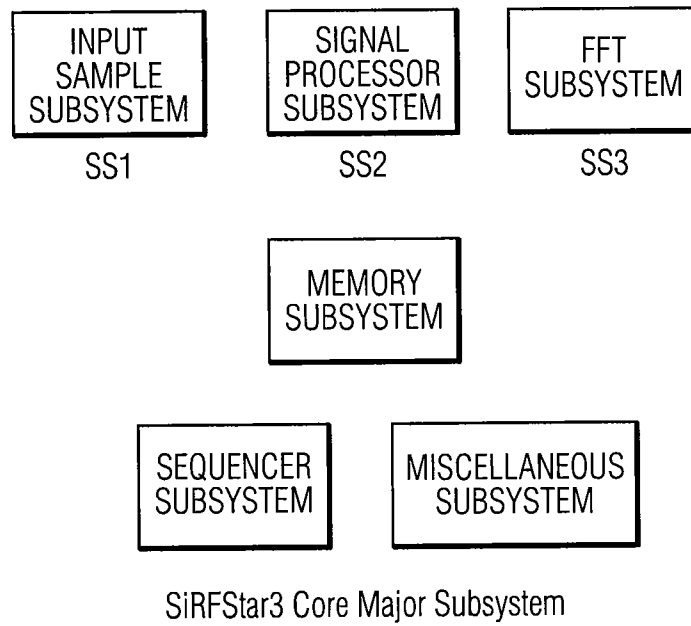 INPUT
SAMPLE
SUBSYSTEM
SS1
SIGNAL
PROCESSOR
SUBSYSTEM
SS2
FFT
SUBSYSTEM
SS3
MEMORY
SUBSYSTEM
SEQUENCER
SUBSYSTEM
MISCELLANEOUS
SUBSYSTEM
SiRFStar3 Core Major Subsystem